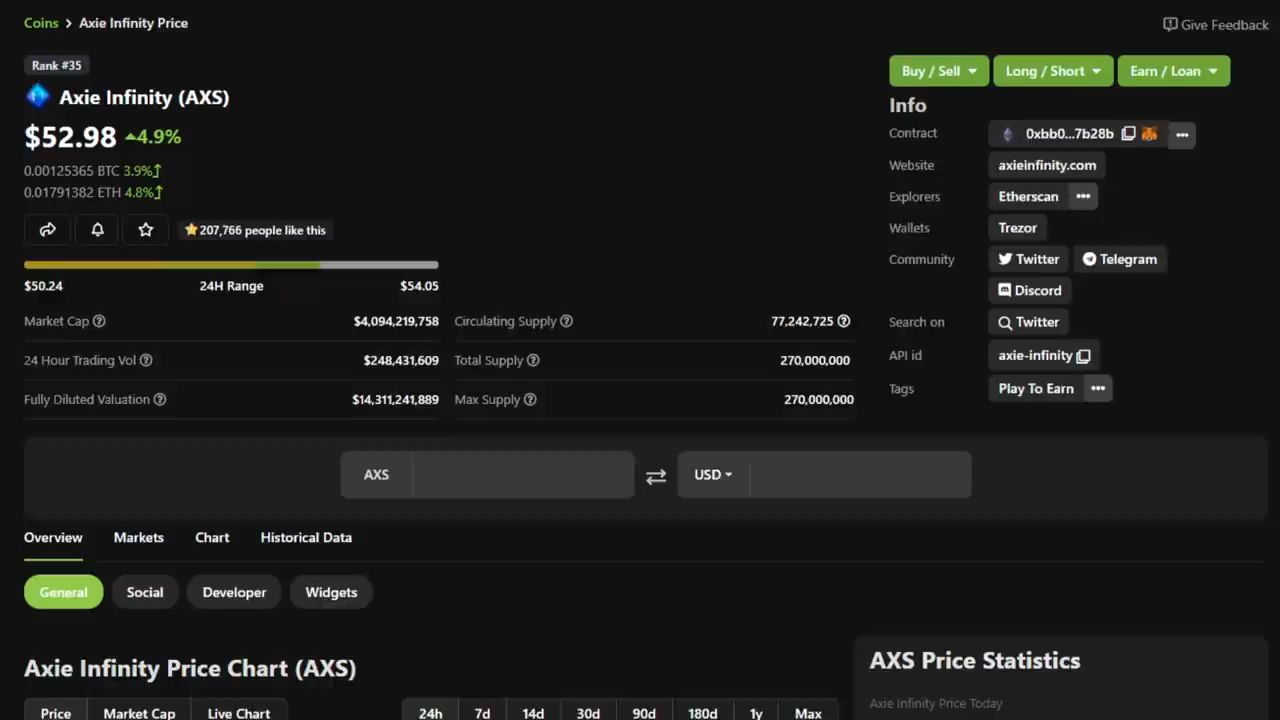 Coins > Axie Infinity Price
Give Feedback
Rank #35
Axie Infinity (AXS)
$52.98 4.9%
0.00125365 BTC 3.9%
0.01791382 ETH 4.8%
207,766 people like this
$50.24 24H Range $54.05
Market Cap $4,094,219,758
24 Hour Trading Vol $248,431,609
Fully Diluted Valuation $14,311,241,889
Circulating Supply 77,242,725
Total Supply 270,000,000
Max Supply 270,000,000
Buy / Sell Long / Short Earn / Loan
Info
Contract 0xbb0...7b28b
Website axieinfinity.com
Explorers Etherscan
Wallets Trezor
Community Twitter Telegram
Discord
Search on Twitter
API id axie-infinity
Tags Play To Earn
AXS USD
Overview Markets Chart Historical Data
General Social Developer Widgets
Axie Infinity Price Chart (AXS)
Price Market Cap Live Chart 24h 7d 14d 30d 90d 180d 1y Max
AXS Price Statistics
Axie Infinity Price Today